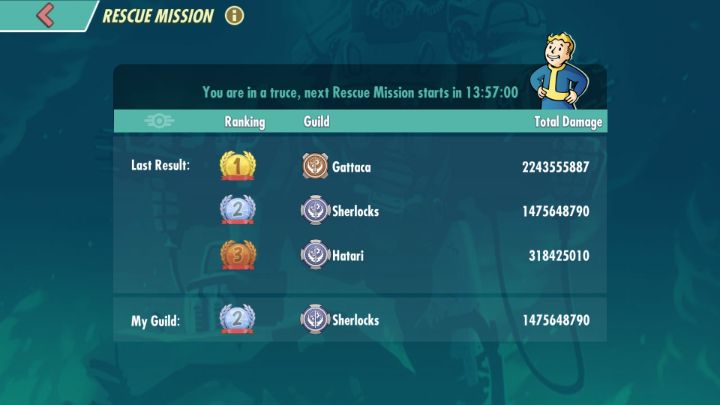 RESCUE MISSION
You are in a truce, next Rescue Mission starts in 13:57:00
Ranking Guild Total Damage
Last Result: 1 Gattaca 2243555887
2 Sherlocks 1475648790
3 Hatari 318425010
My Guild: 2 Sherlocks 1475648790